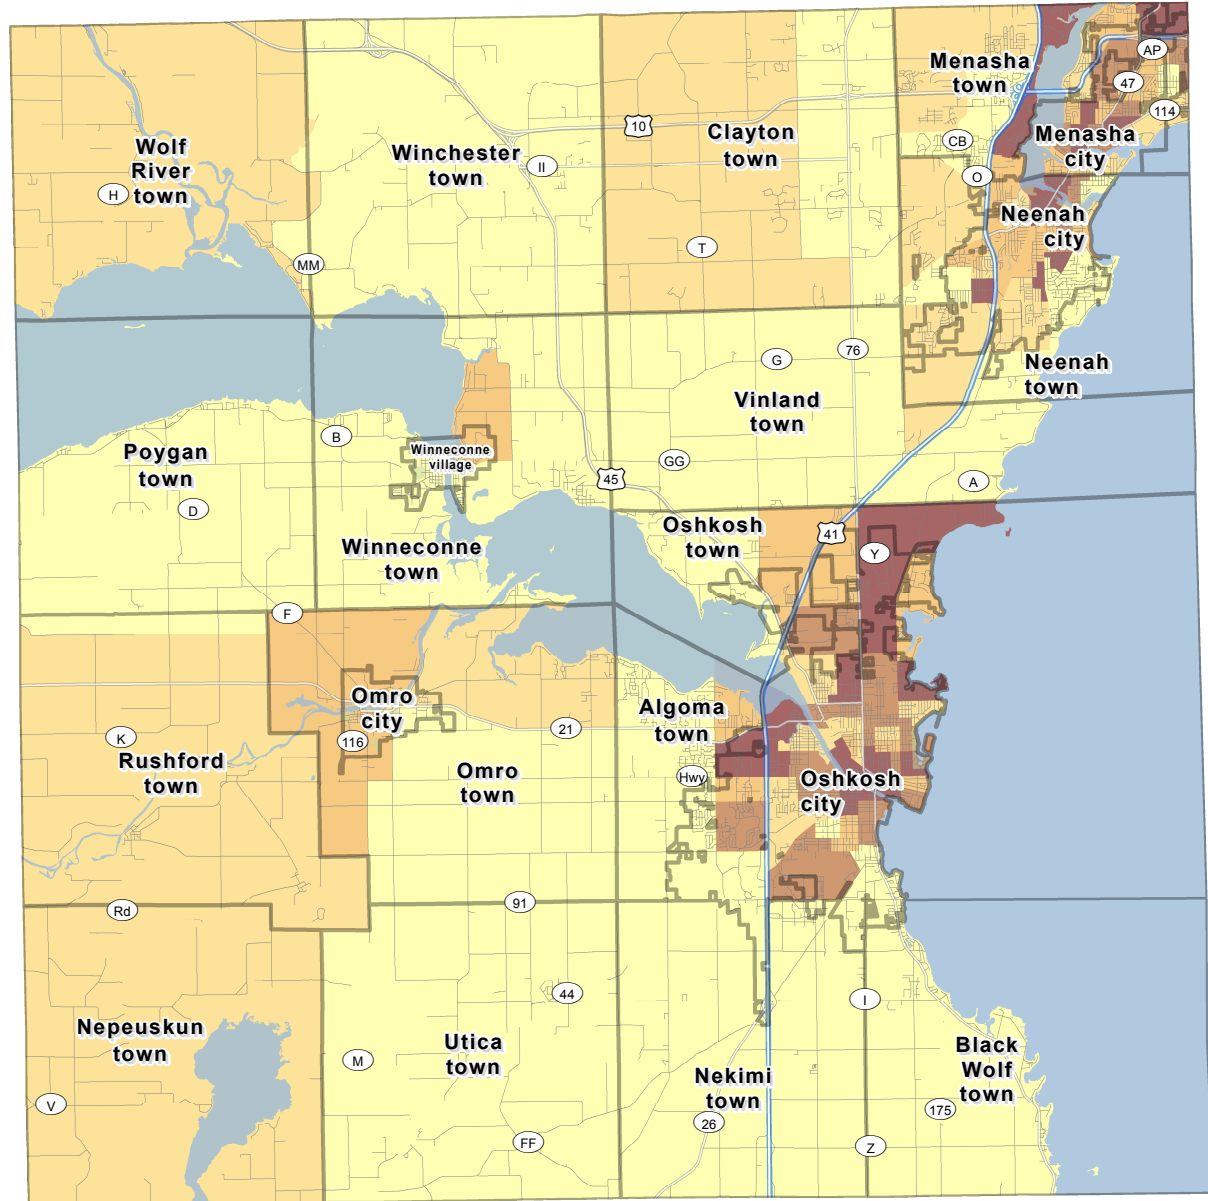 AP
Menasha
town
47
10
Clayton
town
114
Menasha
city
CB
Wolf
River
town
Winchester
town
II
O
H
Neenah
city
T
MM
76
G
Neenah
town
Vinland
town
B
Winneconne
village
Poygan
town
GG
45
A
D
Oshkosh
town
41
Y
Winneconne
town
F
Omro
city
Algoma
town
21
K
116
Rushford
town
Omro
town
Hwy
Oshkosh
city
91
Rd
44
I
Nepeuskun
town
Utica
town
M
Black
Wolf
town
Nekimi
town
V
175
26
FF
Z